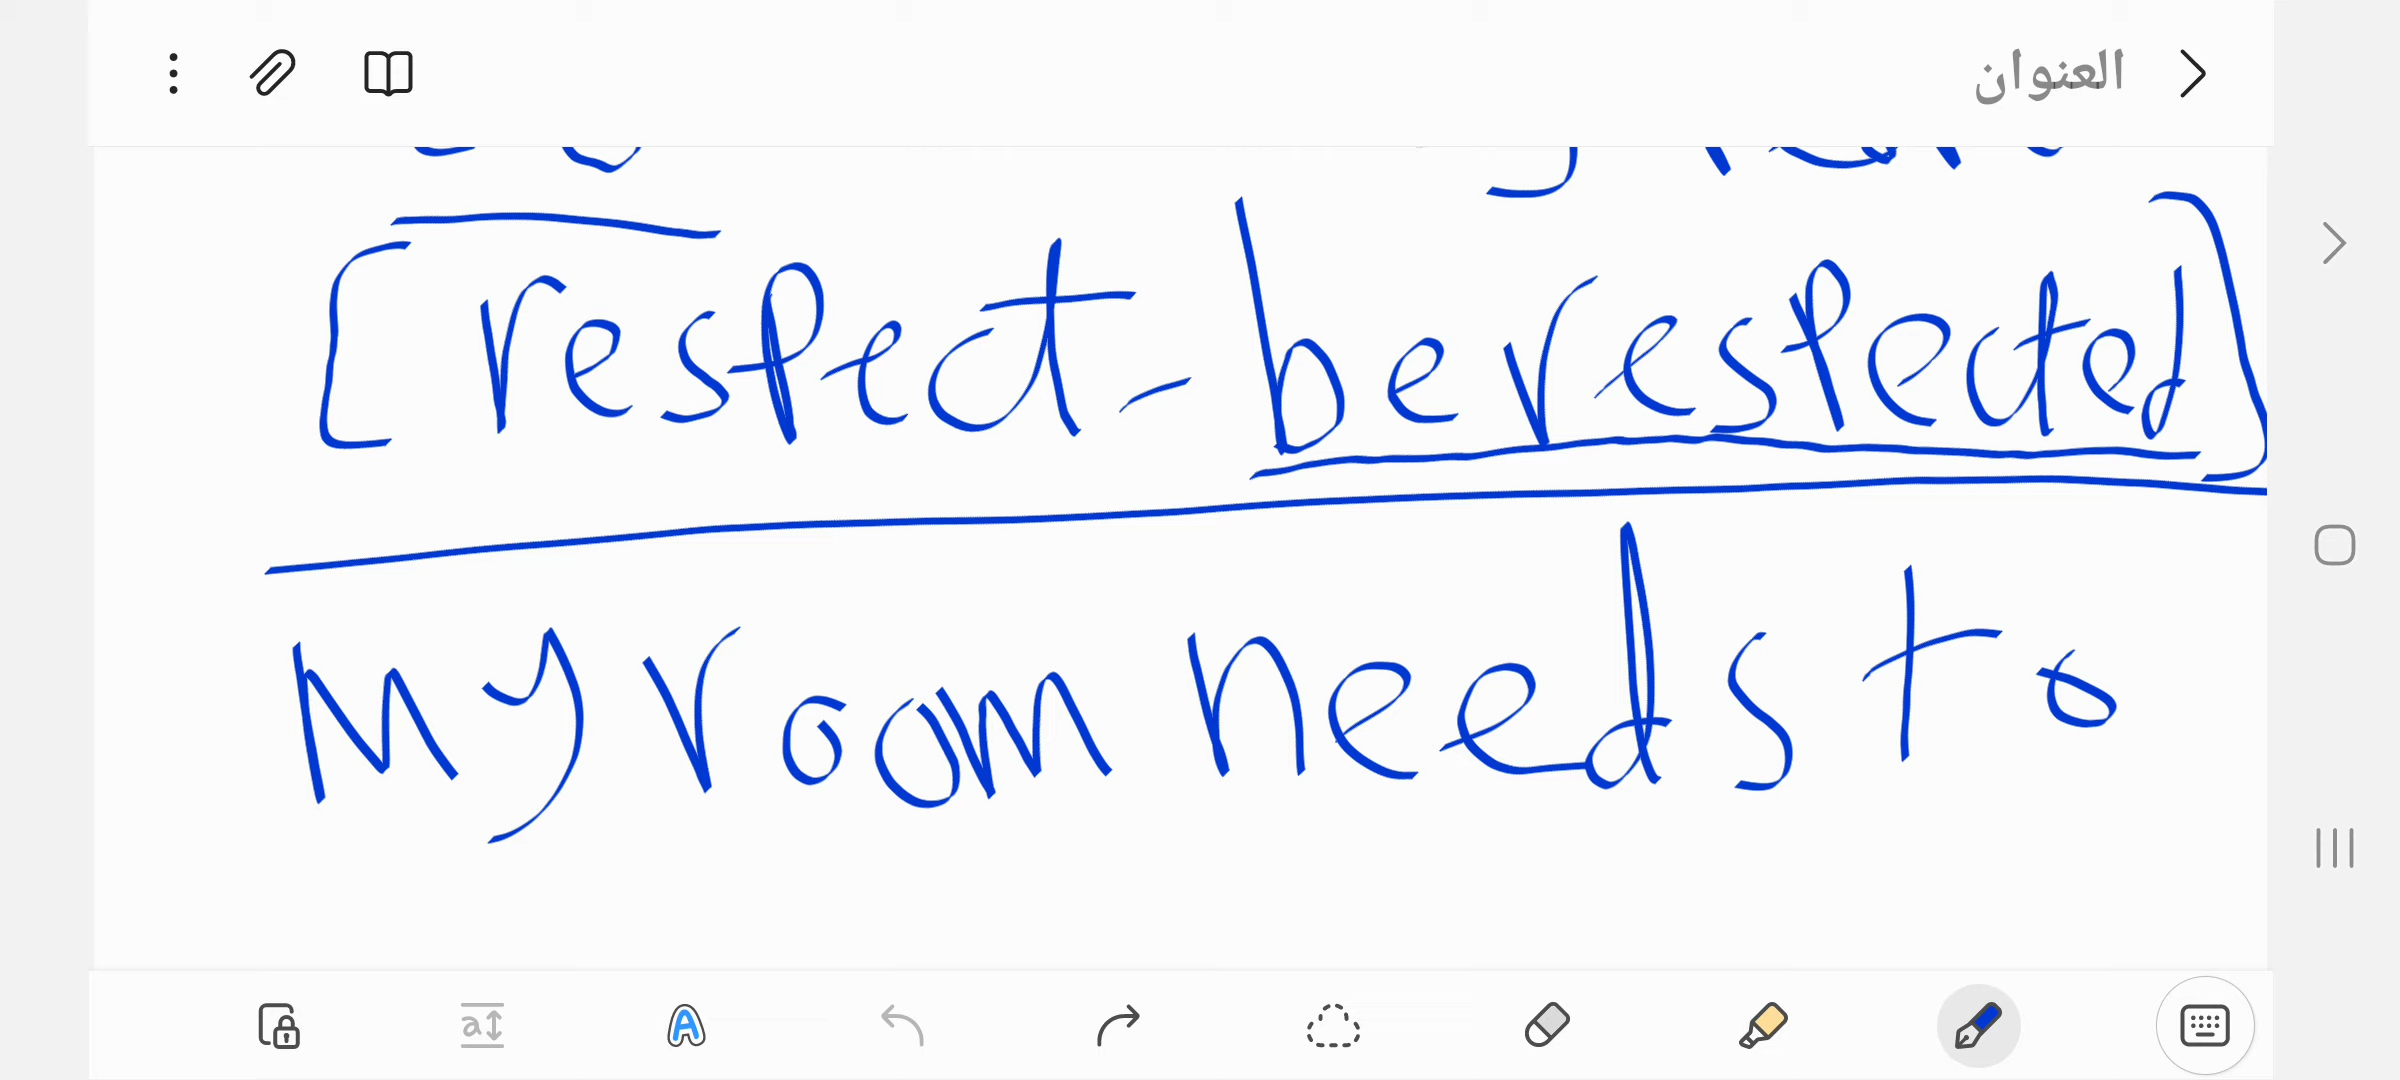 العنوان
[respect - be respected]
My room needs to